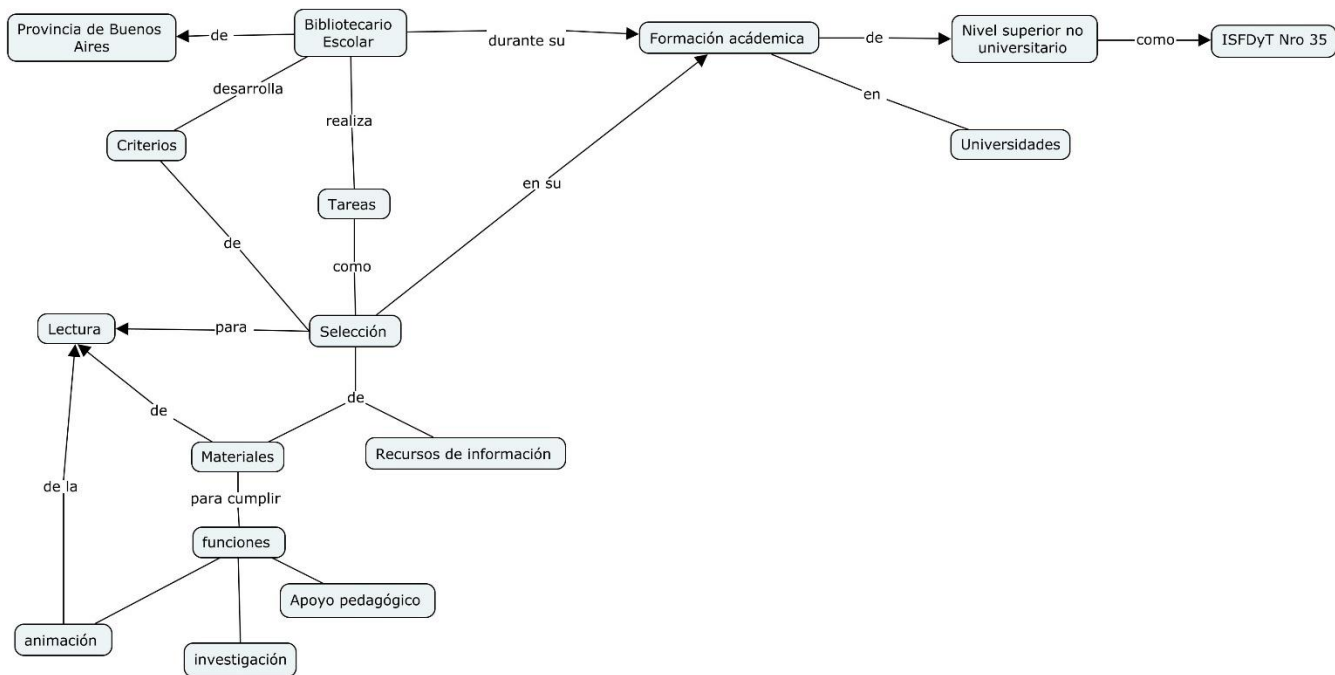 Provincia de Buenos
Aires
de
Bibliotecario
Escolar
durante su
Formación acádemica
de
Nivel superior no
universitario
como
ISFDyT Nro 35
desarrolla
en
realiza
Criterios
Universidades
en su
Tareas
de
como
Lectura
para
Selección
de
de
Materiales
Recursos de información
de la
para cumplir
funciones
Apoyo pedagógico
animación
investigación